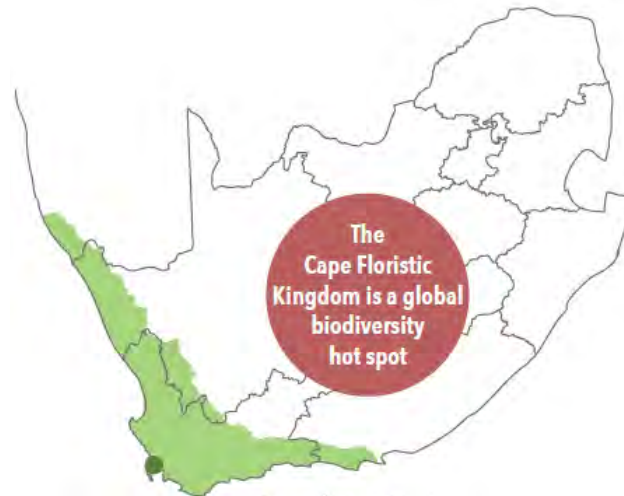 The
Cape Floristic
Kingdom is a global
biodiversity
hot spot